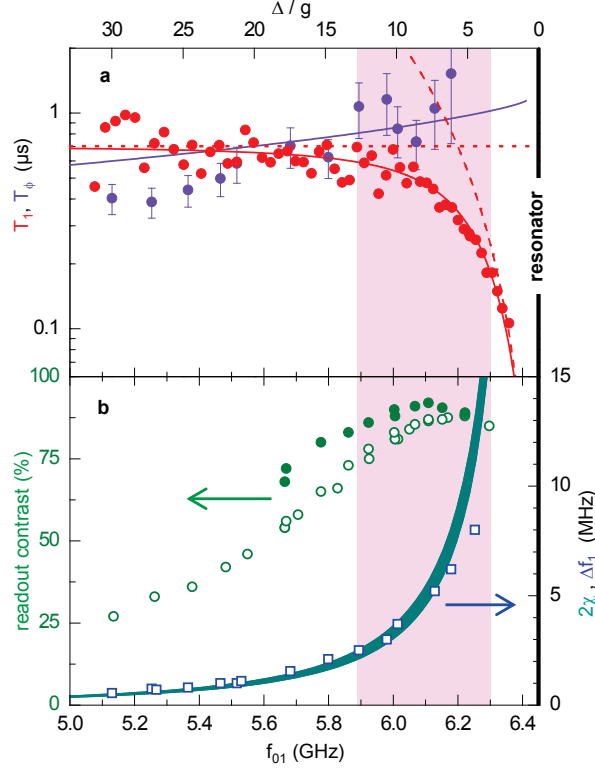 Δ / g
30 25 20 15 10 5 0
a
1
0.1
T₁, T_ϕ (μs)
resonator
100
75
50
25
0
b
readout contrast (%)
15
10
5
0
2χ , Δf₁ (MHz)
5.0 5.2 5.4 5.6 5.8 6.0 6.2 6.4
f₀₁ (GHz)